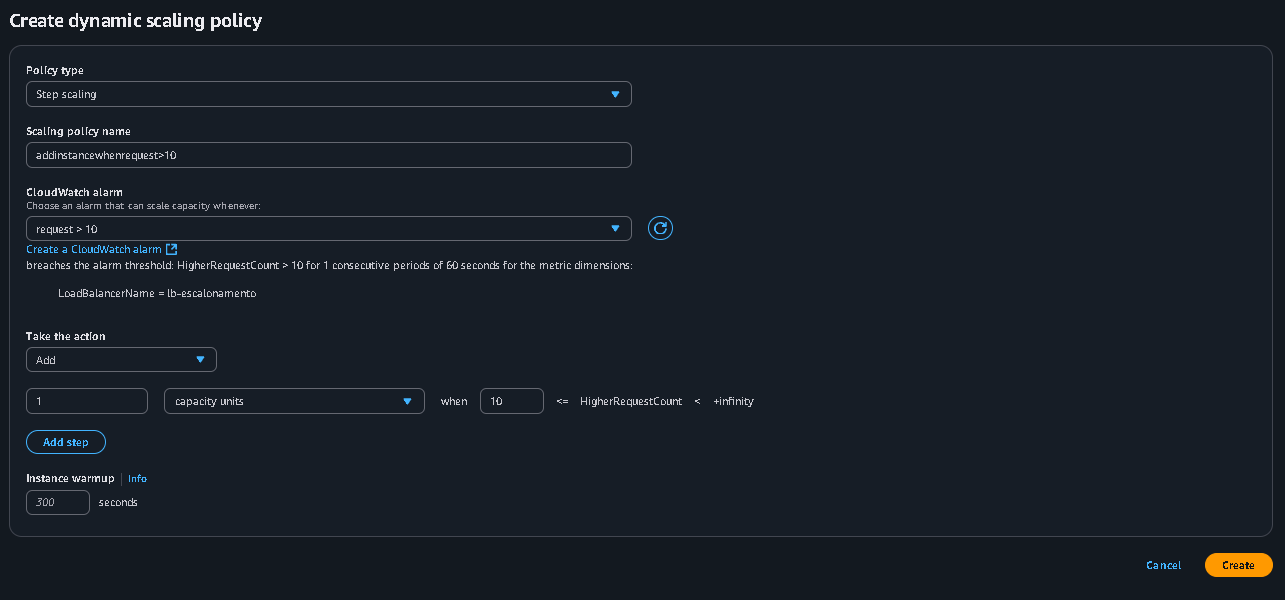 Create dynamic scaling policy
Policy type
Step scaling
Scaling policy name
addinstancewhenrequest>10
CloudWatch alarm
Choose an alarm that can scale capacity whenever:
request > 10
Create a CloudWatch alarm
breaches the alarm threshold: HigherRequestCount > 10 for 1 consecutive periods of 60 seconds for the metric dimensions:
LoadBalancerName = lb-escalonamento
Take the action
Add
1 capacity units when 10 <= HigherRequestCount < +infinity
Add step
Instance warmup Info
300 seconds
Cancel Create